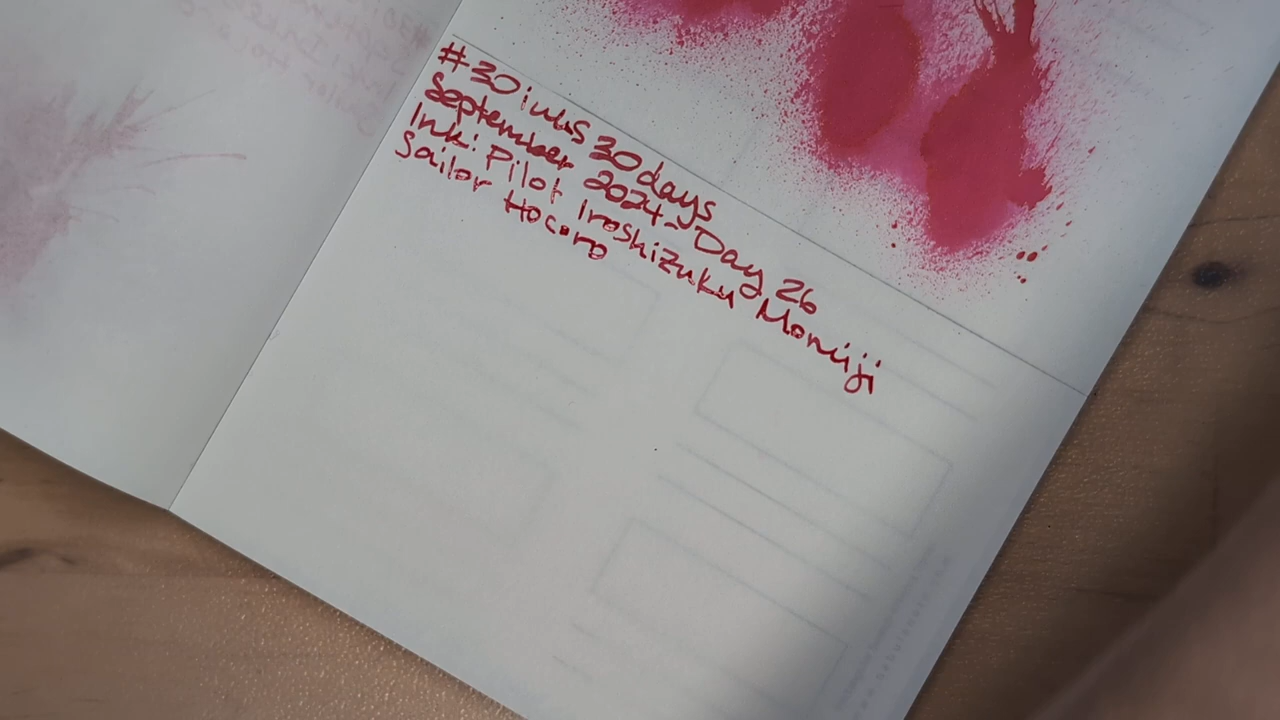 #30inks30days
September 2024 - Day 26
Ink: Pilot Iroshizuku Momiji
Sailor Hocoro